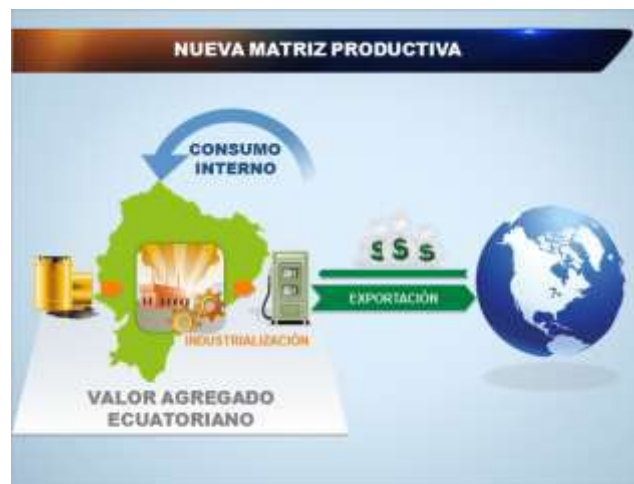 NUEVA MATRIZ PRODUCTIVA
CONSUMO
INTERNO
$ $ $
EXPORTACIÓN
INDUSTRIALIZACIÓN
VALOR AGREGADO
ECUATORIANO